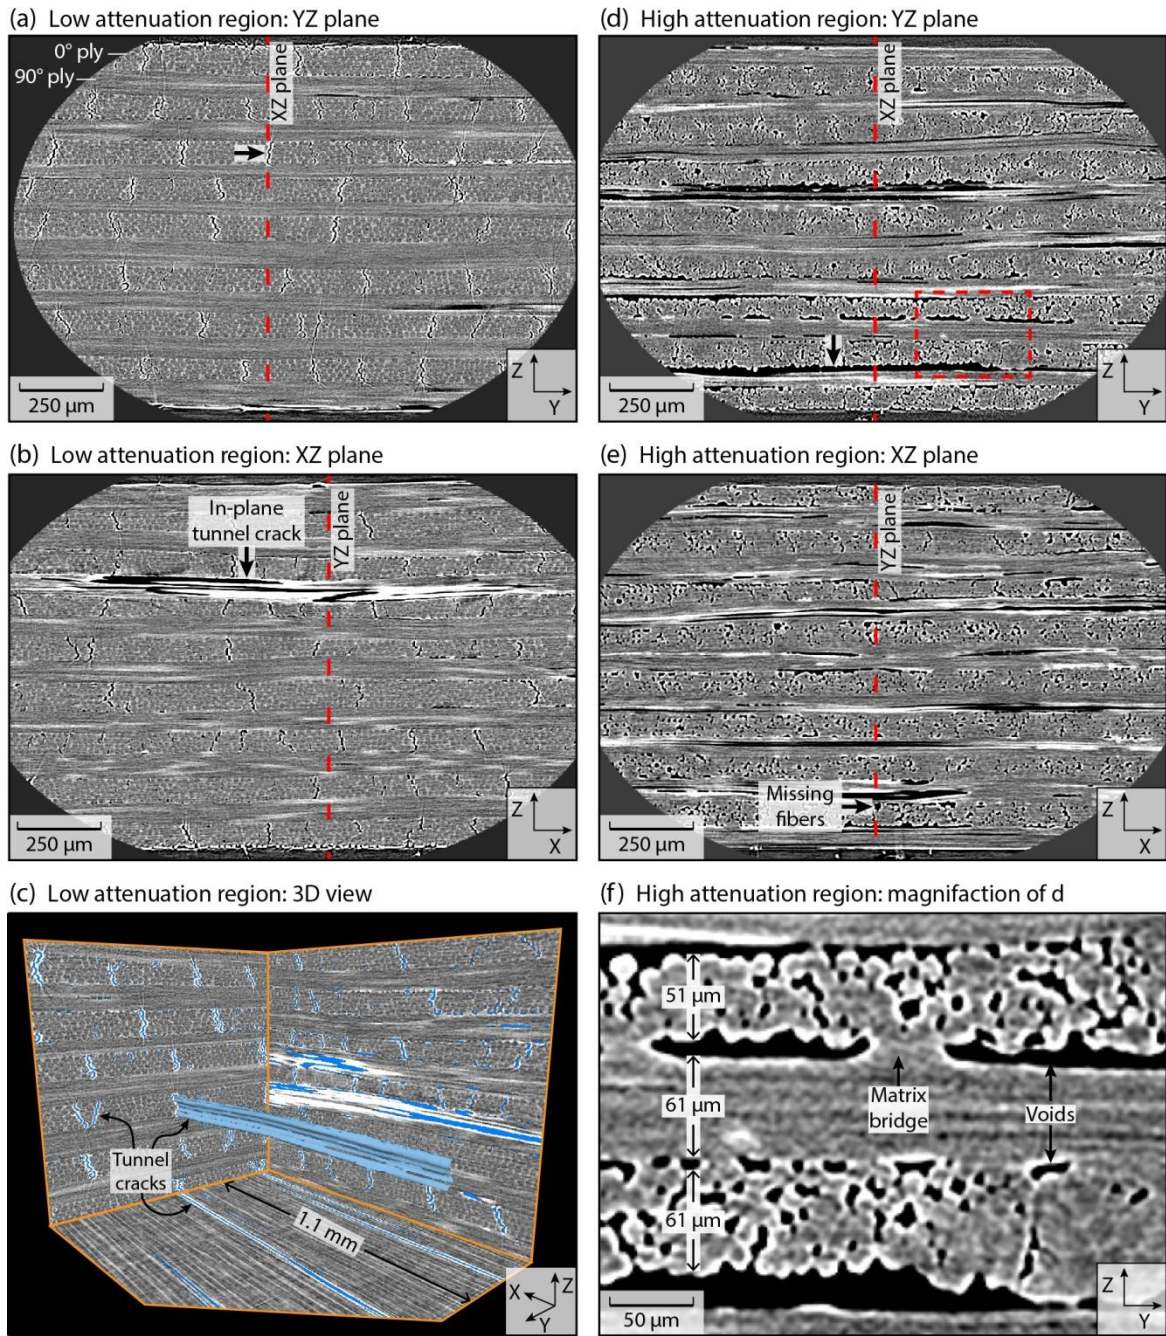 (a) Low attenuation region: YZ plane
0° ply
90° ply
XZ plane
250 µm
Z
Y
(b) Low attenuation region: XZ plane
In-plane
tunnel crack
YZ plane
250 µm
Z
X
(c) Low attenuation region: 3D view
Tunnel
cracks
1.1 mm
X
Z
Y
(d) High attenuation region: YZ plane
XZ plane
250 µm
Z
Y
(e) High attenuation region: XZ plane
YZ plane
Missing
fibers
250 µm
Z
X
(f) High attenuation region: magnifaction of d
51 µm
61 µm
Matrix
bridge
Voids
61 µm
50 µm
Z
Y